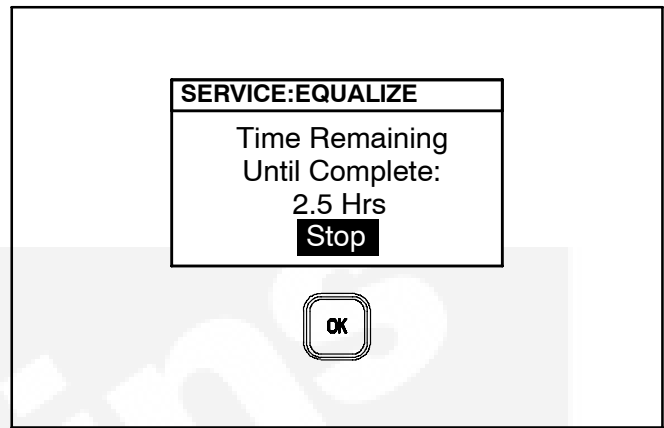 SERVICE:EQUALIZE
Time Remaining
Until Complete:
2.5 Hrs
Stop
OK